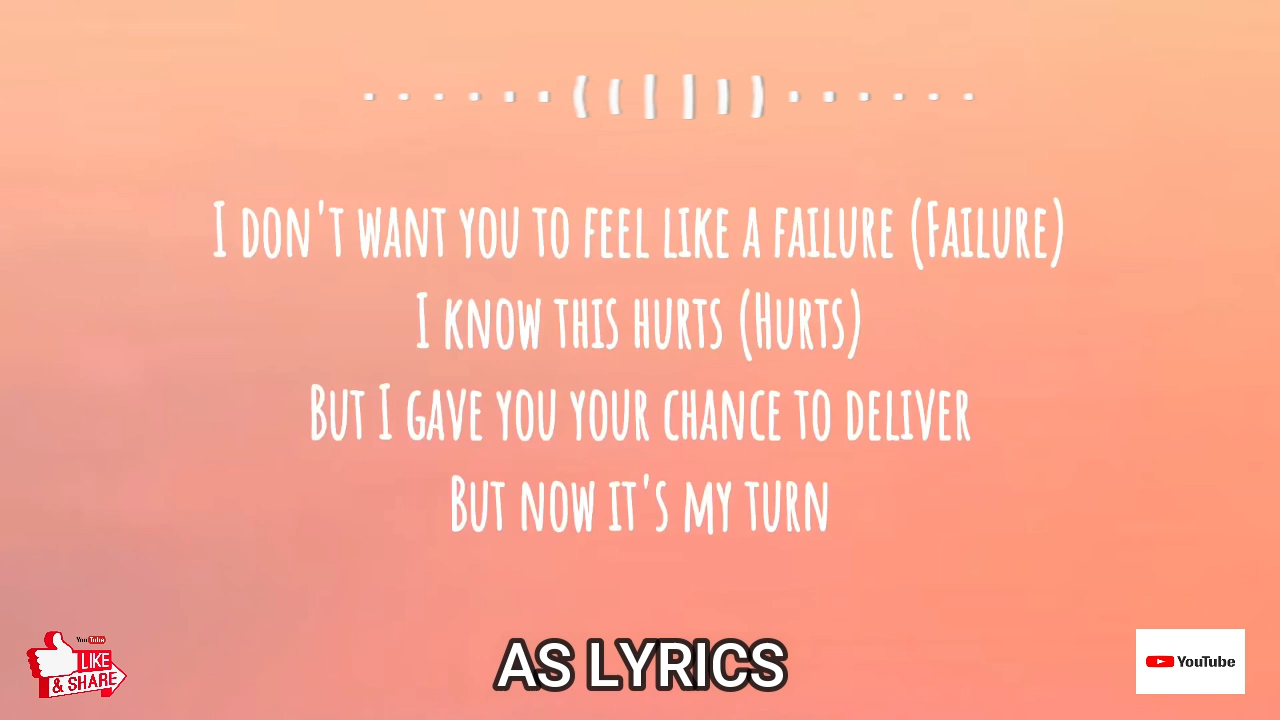 I don't want you to feel like a failure (Failure)
I know this hurts (Hurts)
But I gave you your chance to deliver
But now it's my turn
YouTube
LIKE
& SHARE
AS LYRICS
YouTube